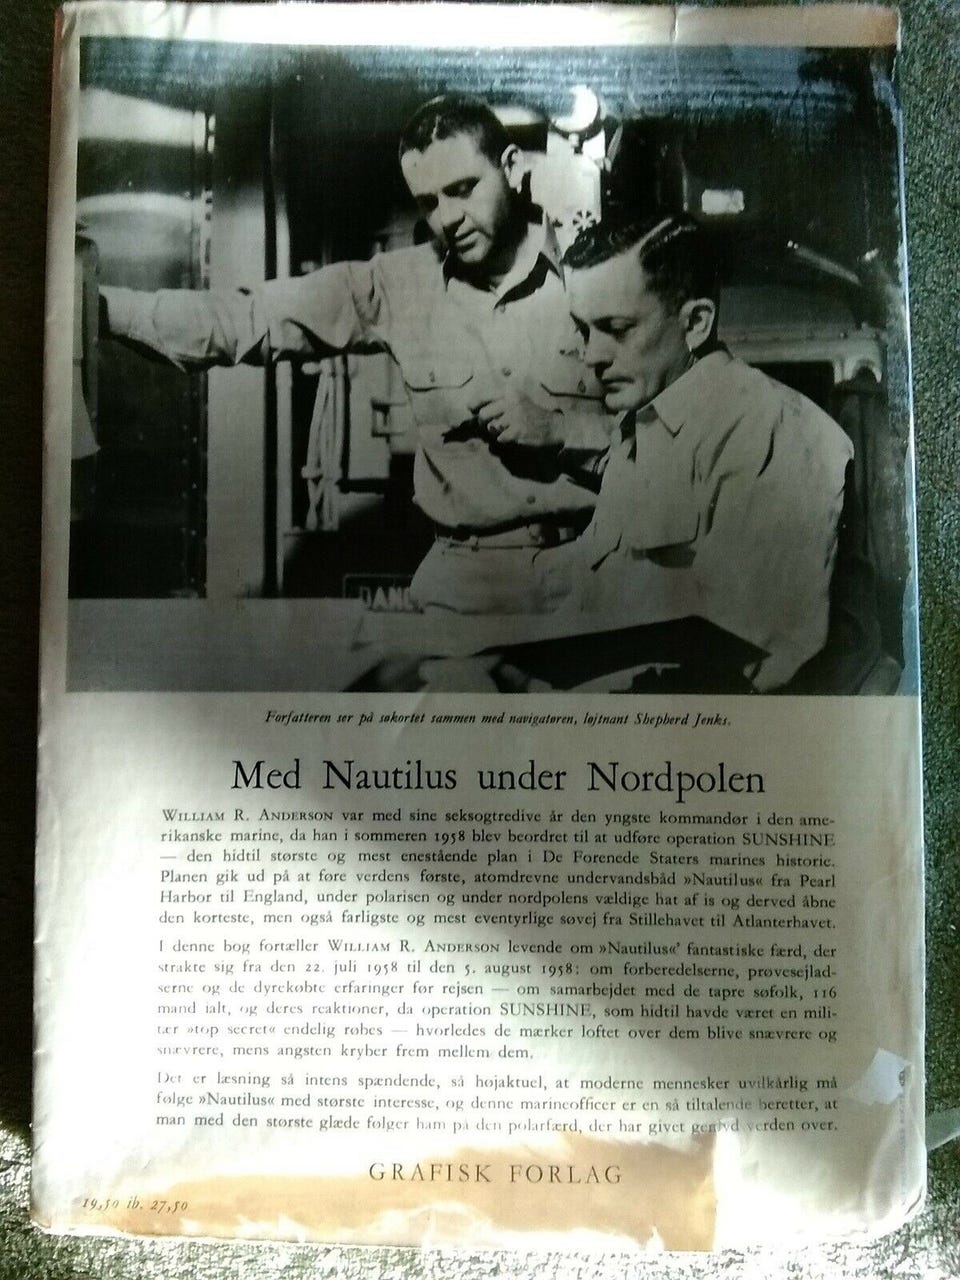 DANG
Forfatteren ser på søkortet sammen med navigatøren, løjtnant Shepherd Jenks.
Med Nautilus under Nordpolen
WILLIAM R. ANDERSON var med sine seksogtredive år den yngste kommandør i den ame-
rikanske marine, da han i sommeren 1958 blev beordret til at udføre operation SUNSHINE
— den hidtil største og mest enestående plan i De Forenede Staters marines historie.
Planen gik ud på at føre verdens første, atomdrevne undervandsbåd »Nautilus« fra Pearl
Harbor til England, under polarisen og under nordpolens vældige hat af is og derved åbne
den korteste, men også farligste og mest eventyrlige søvej fra Stillehavet til Atlanterhavet.
I denne bog fortæller WILLIAM R. ANDERSON levende om »Nautilus«' fantastiske færd, der
strakte sig fra den 22. juli 1958 til den 5. august 1958: om forberedelserne, prøvesejlad-
serne og de dyrekøbte erfaringer før rejsen — om samarbejdet med de tapre søfolk, 116
mand ialt, og deres reaktioner, da operation SUNSHINE, som hidtil havde været en mili-
tær »top secret« endelig røbes — hvorledes de mærker loftet over dem blive snævrere og
snævrere, mens angsten kryber frem mellem dem.
Det er læsning så intens spændende, så højaktuel, at moderne mennesker uvilkårlig må
følge »Nautilus« med største interesse, og denne marineofficer er en så tiltalende beretter, at
man med den største glæde følger ham på den polarfærd, der har givet genlyd verden over.
GRAFISK FORLAG
19,50 ib. 27,50